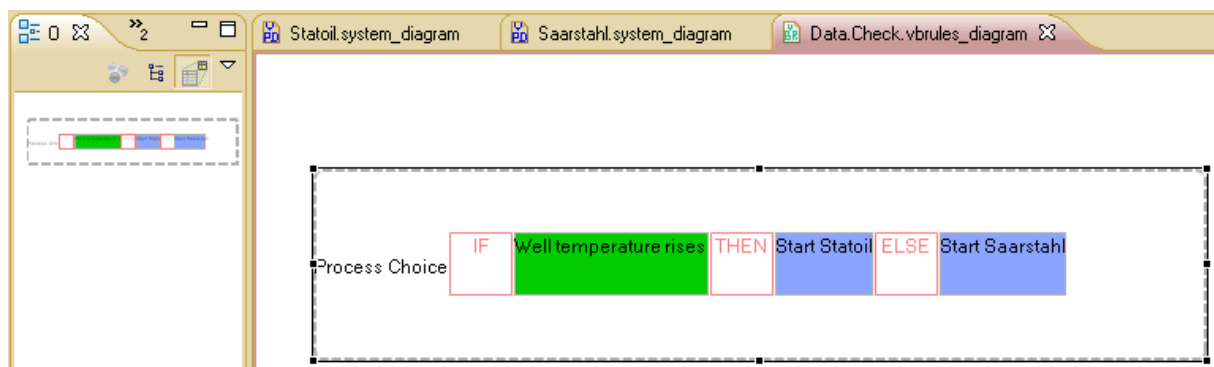 O »2
Statoil.system_diagram
Saarstahl.system_diagram
Data.Check.vbrules_diagram
Process Choice IF Well temperature rises THEN Start Statoil ELSE Start Saarstahl